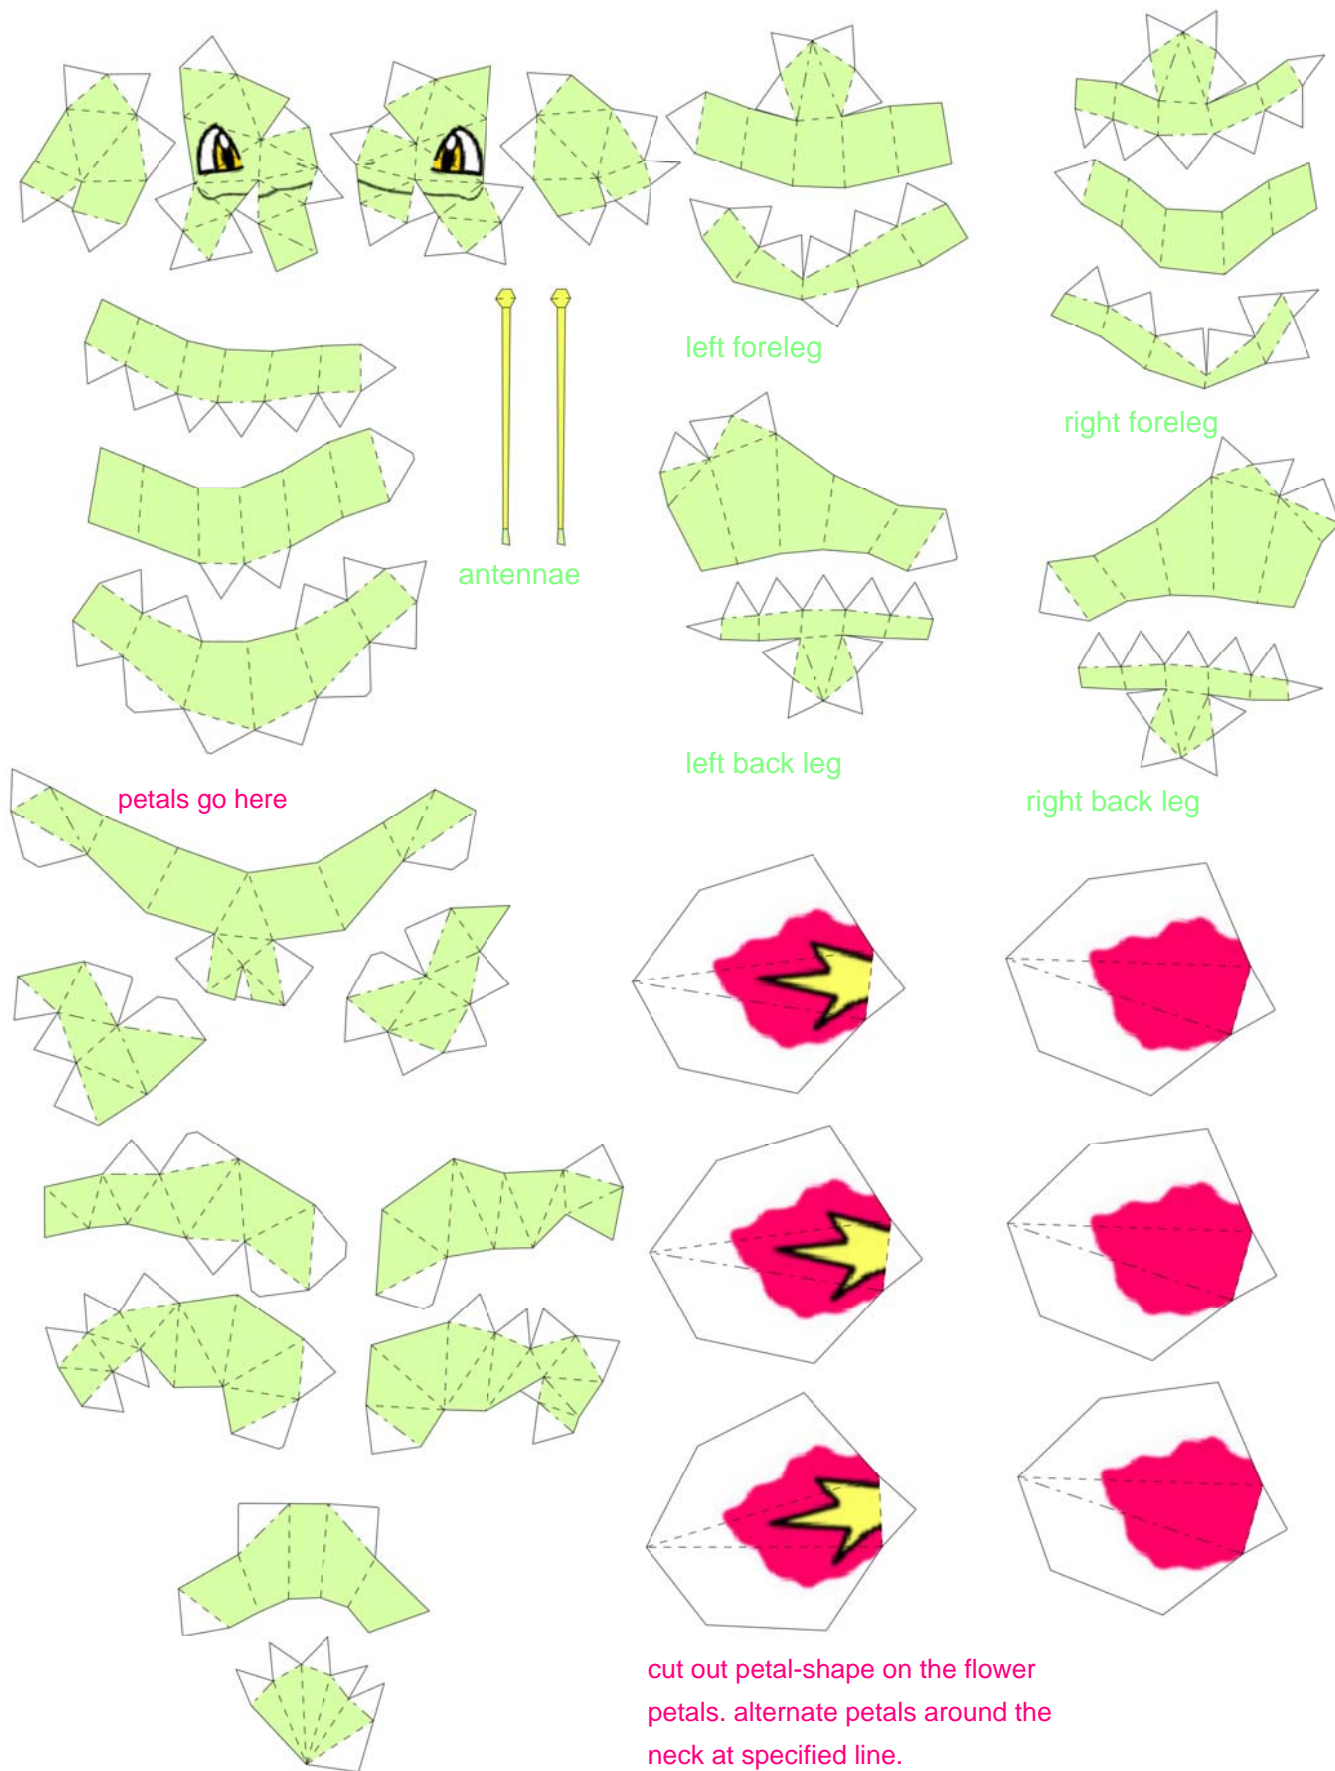 left foreleg
right foreleg
antennae
left back leg
right back leg
petals go here
cut out petal-shape on the flower
petals. alternate petals around the
neck at specified line.